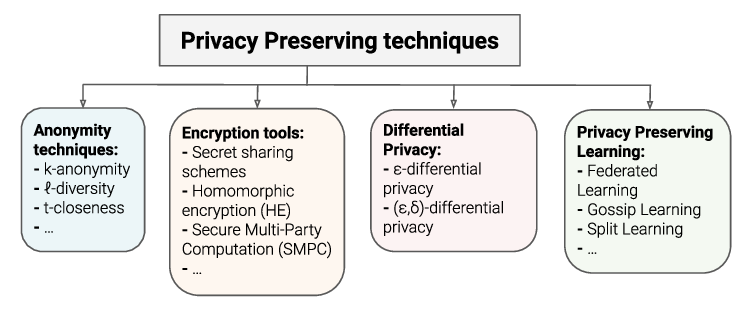 Privacy Preserving techniques
Anonymity
techniques:
- k-anonymity
- ℓ-diversity
- t-closeness
- ...
Encryption tools:
- Secret sharing
schemes
- Homomorphic
encryption (HE)
- Secure Multi-Party
Computation (SMPC)
- ...
Differential
Privacy:
- ε-differential
privacy
- (ε,δ)-differential
privacy
Privacy Preserving
Learning:
- Federated
Learning
- Gossip Learning
- Split Learning
- ...